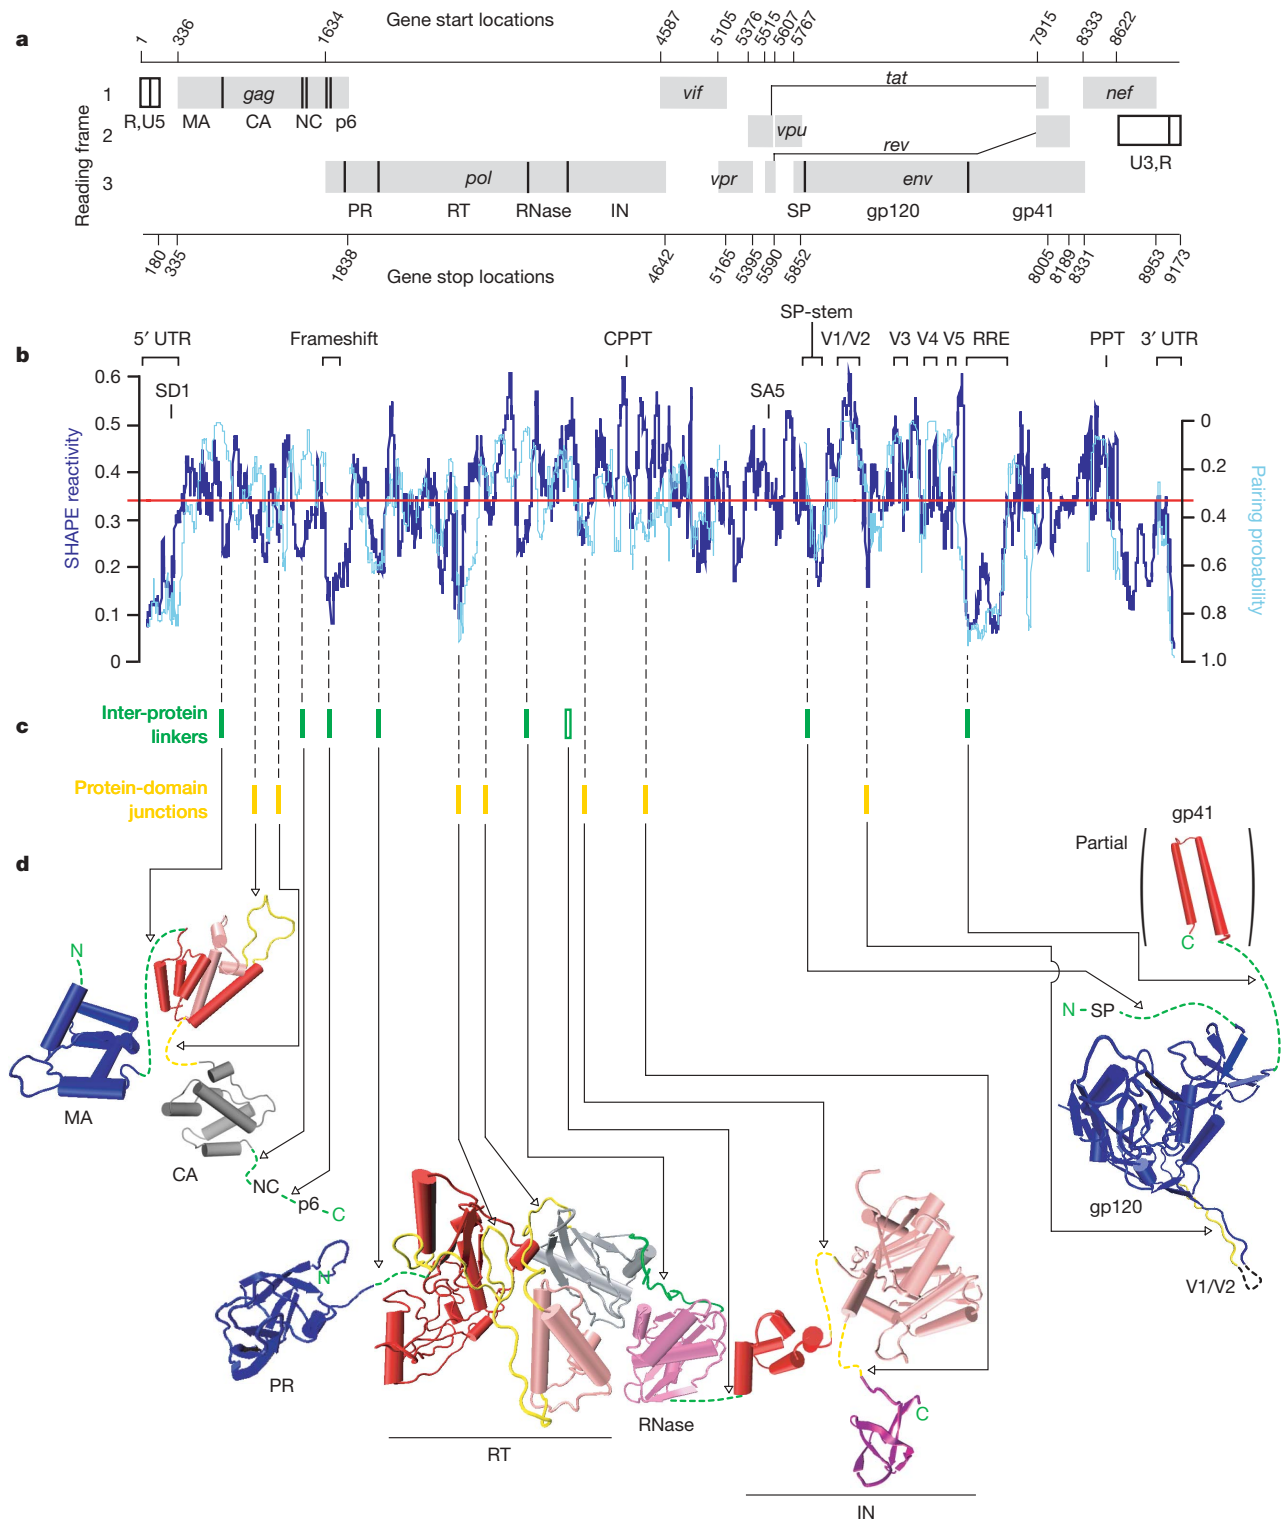 a
Gene start locations
1 336 1634 4587 5105 5376 5515 5607 5767 7915 8333 8622
Reading frame
1
2
3
gag
vif
tat
nef
R,U5 MA CA NC p6
vpu
rev
U3,R
pol
vpr
env
PR RT RNase IN SP gp120 gp41
180 335 1838 4642 5165 5395 5590 5852 8005 8189 8331 8953 9173
Gene stop locations
b
SP-stem
5′ UTR Frameshift CPPT V1/V2 V3 V4 V5 RRE PPT 3′ UTR
SD1 SA5
SHAPE reactivity
0.6
0.5
0.4
0.3
0.2
0.1
0
0
0.2
0.4
0.6
0.8
1.0
Pairing probability
c
Inter-protein
linkers
Protein-domain
junctions
d
gp41
Partial
C
N
N SP
MA
CA
NC
p6
C
gp120
V1/V2
N
PR
RT
RNase
C
IN